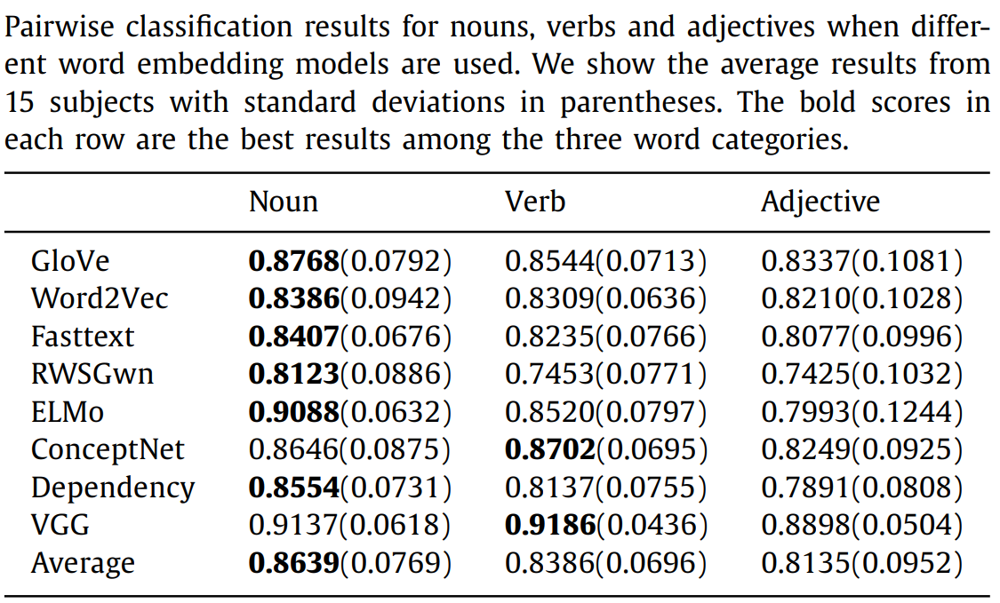 Pairwise classification results for nouns, verbs and adjectives when differ-
ent word embedding models are used. We show the average results from
15 subjects with standard deviations in parentheses. The bold scores in
each row are the best results among the three word categories.
Noun Verb Adjective
GloVe 0.8768(0.0792) 0.8544(0.0713) 0.8337(0.1081)
Word2Vec 0.8386(0.0942) 0.8309(0.0636) 0.8210(0.1028)
Fasttext 0.8407(0.0676) 0.8235(0.0766) 0.8077(0.0996)
RWSGwn 0.8123(0.0886) 0.7453(0.0771) 0.7425(0.1032)
ELMo 0.9088(0.0632) 0.8520(0.0797) 0.7993(0.1244)
ConceptNet 0.8646(0.0875) 0.8702(0.0695) 0.8249(0.0925)
Dependency 0.8554(0.0731) 0.8137(0.0755) 0.7891(0.0808)
VGG 0.9137(0.0618) 0.9186(0.0436) 0.8898(0.0504)
Average 0.8639(0.0769) 0.8386(0.0696) 0.8135(0.0952)